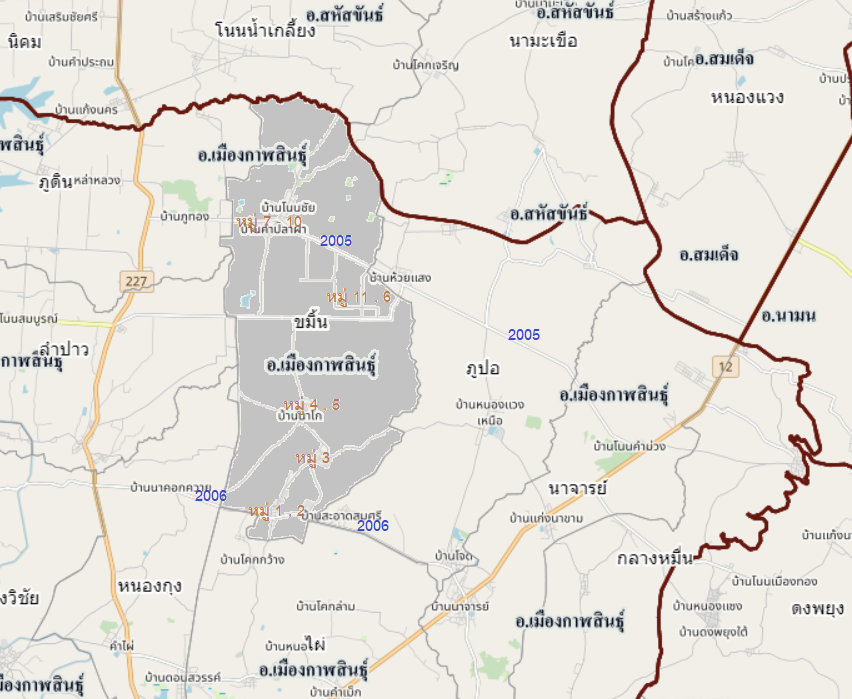 บ้านเสริมชัยศรี
อ.สหัสขันธ์
อ.สหัสขันธ์
บ้านสร้างแก้ว
นิคม
โนนน้ำเกลี้ยง
นามะเขือ
บ้านคำประถม
บ้านโคกเจริญ
บ้านโค
อ.สมเด็จ
หนองแวง
บ้านแก้งนคร
พสินธุ์
อ.เมืองกาฬสินธุ์
ภูดิน
หล่าหลวง
บ้านโนนชัย
บ้านภูทอง
หมู่ 7 - 10
บ้านคำปลาฝา
2005
อ.สหัสขันธ์
อ.สมเด็จ
227
บ้านห้วยแสง
หมู่ 11 , 6
โนนสมบูรณ์
ขมิ้น
อ.นามน
2005
ลำปาว
กาฬสินธุ์
อ.เมืองกาฬสินธุ์
ภูปอ
12
อ.เมืองกาฬสินธุ์
หมู่ 4 , 5
บ้านนาโก
บ้านหนองแวง
เหนือ
บ้านโนนคำม่วง
หมู่ 3
บ้านนาคอกควาย
2006
นาจารย์
หมู่ 1 , 2
บ้านสะอาดสมศรี
2006
บ้านแก่งนาขาม
บ้านโคกกว้าง
บ้านโจด
กลางหมื่น
หนองกุง
บ้านโนนเมืองทอง
งวิชัย
บ้านโคกล่าม
บ้านนาจารย์
บ้านหนองแซง
ดงพยุง
อ.เมืองกาฬสินธุ์
บ้านดงพยุงใต้
คำไผ่
บ้านหนอ
ไผ่
บ้านดอนสวรรค์
อ.เมืองกาฬสินธุ์
บ้านคำเม็ก